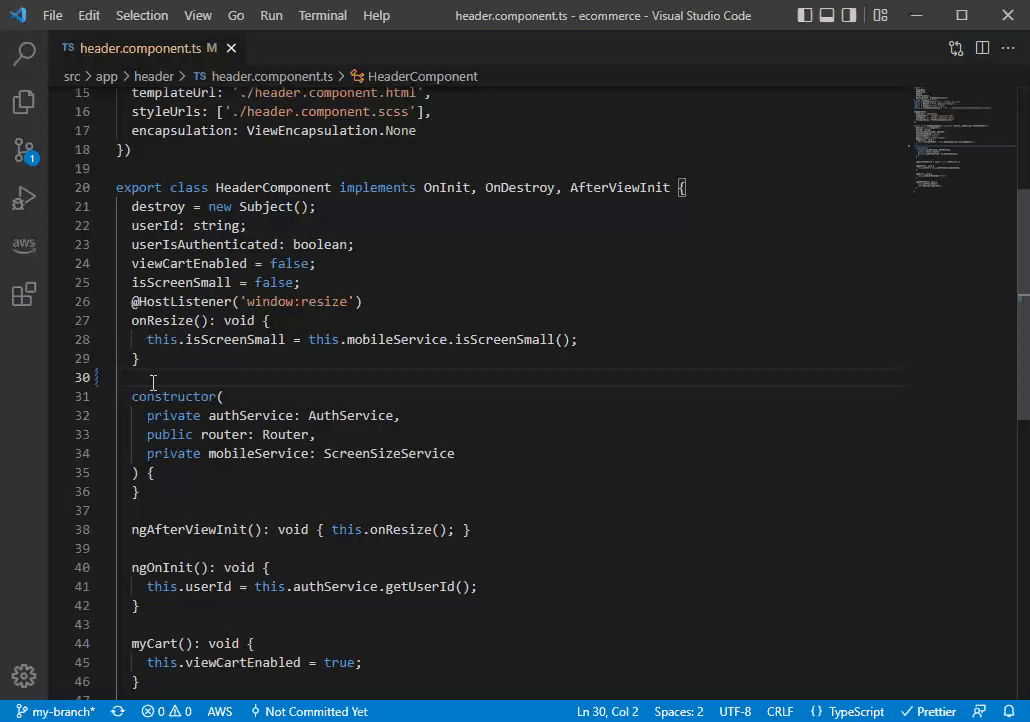 File Edit Selection View Go Run Terminal Help header.component.ts - ecommerce - Visual Studio Code
TS header.component.ts M
src > app > header > TS header.component.ts > HeaderComponent
15 templateUrl: './header.component.html',
16 styleUrls: ['./header.component.scss'],
17 encapsulation: ViewEncapsulation.None
18 })
19
20 export class HeaderComponent implements OnInit, OnDestroy, AfterViewInit {
21 destroy = new Subject();
22 userId: string;
23 userIsAuthenticated: boolean;
24 viewCartEnabled = false;
25 isScreenSmall = false;
26 @HostListener('window:resize')
27 onResize(): void {
28 this.isScreenSmall = this.mobileService.isScreenSmall();
29 }
30
31 constructor(
32 private authService: AuthService,
33 public router: Router,
34 private mobileService: ScreenSizeService
35 ) {
36 }
37
38 ngAfterViewInit(): void { this.onResize(); }
39
40 ngOnInit(): void {
41 this.userId = this.authService.getUserId();
42 }
43
44 myCart(): void {
45 this.viewCartEnabled = true;
46 }
47
1
aws
my-branch* 0 0 AWS Not Committed Yet Ln 30, Col 2 Spaces: 2 UTF-8 CRLF {} TypeScript Prettier